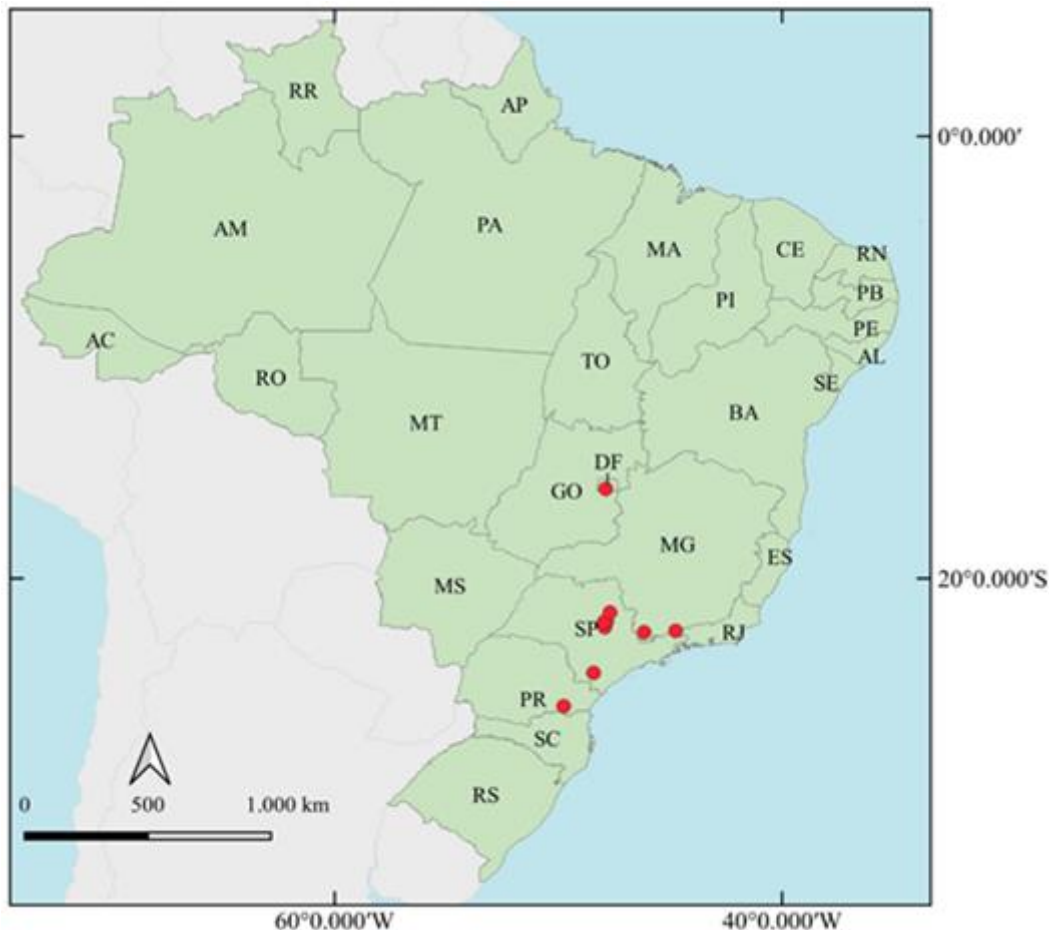 RR
AP
0°0.000′
AM
PA
MA
CE
RN
PI
PB
PE
AC
AL
TO
RO
SE
BA
MT
DF
GO
MG
ES
20°0.000′S
MS
SP
RJ
PR
SC
RS
0 500 1.000 km
60°0.000′W 40°0.000′W